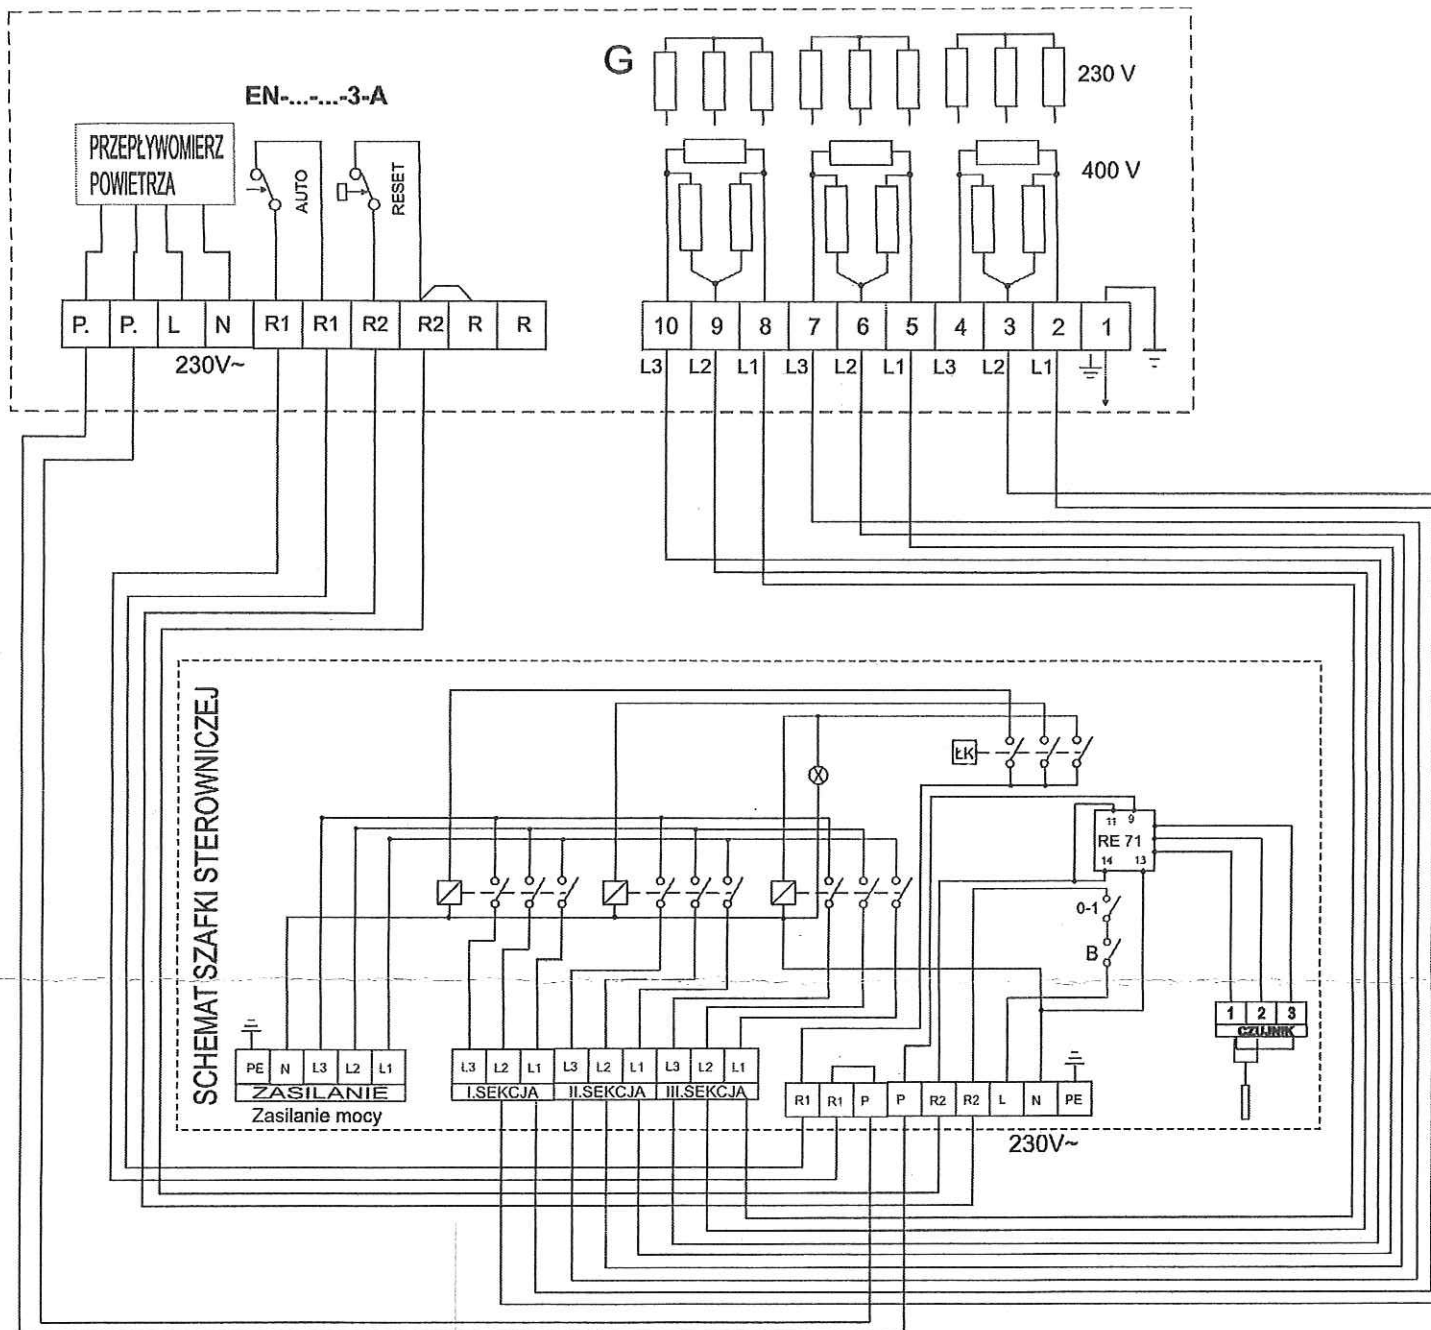 G
230 V
EN-...-...-3-A
PRZEPŁYWOMIERZ
POWIETRZA
AUTO
RESET
400 V
P. P. L N R1 R1 R2 R2 R R
230V~
10 9 8 7 6 5 4 3 2 1
L3 L2 L1 L3 L2 L1 L3 L2 L1
SCHEMAT SZAFKI STEROWNICZEJ
ŁK
11 9
RE 71
14 13
0-1
B
1 2 3
CZUJNIK
PE N L3 L2 L1
ZASILANIE
Zasilanie mocy
L3 L2 L1 L3 L2 L1 L3 L2 L1
I.SEKCJA II.SEKCJA III.SEKCJA
R1 R1 P P R2 R2 L N PE
230V~